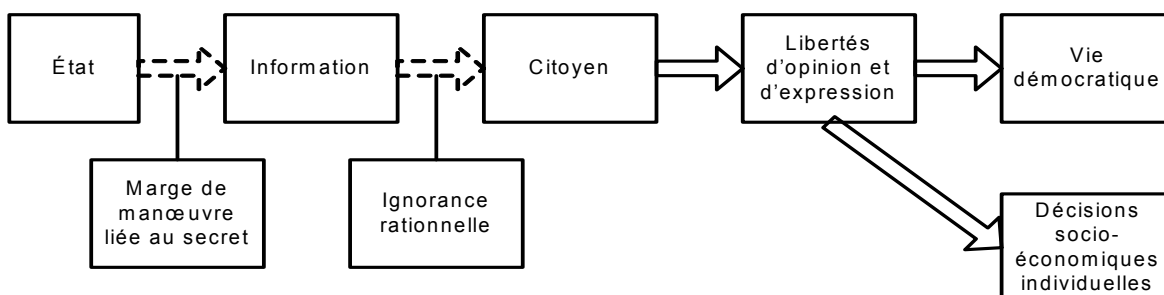 État
Information
Citoyen
Libertés
d'opinion et
d'expression
Vie
démocratique
Marge de
manœuvre
liée au secret
Ignorance
rationnelle
Décisions
socio-
économiques
individuelles